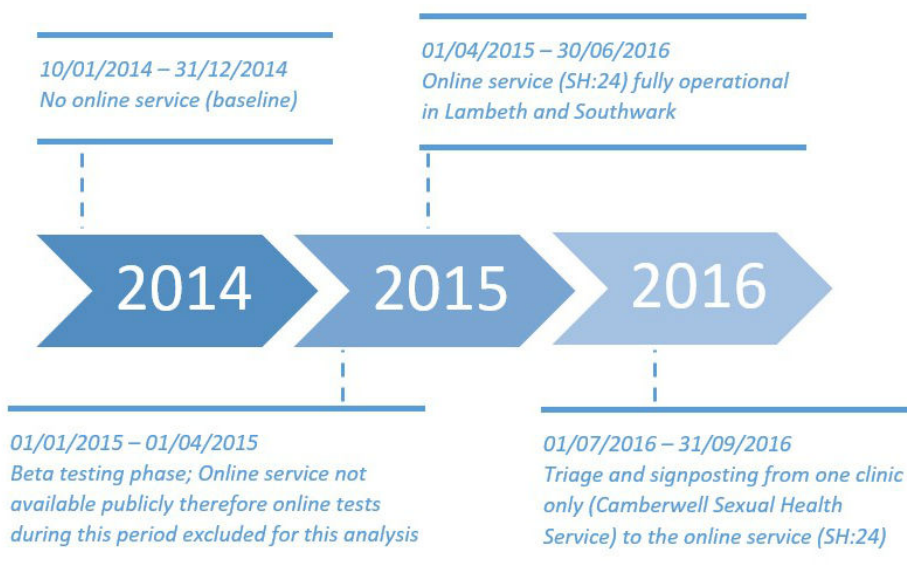 10/01/2014 – 31/12/2014
No online service (baseline)
01/04/2015 – 30/06/2016
Online service (SH:24) fully operational
in Lambeth and Southwark
2014
2015
2016
01/01/2015 – 01/04/2015
Beta testing phase; Online service not
available publicly therefore online tests
during this period excluded for this analysis
01/07/2016 – 31/09/2016
Triage and signposting from one clinic
only (Camberwell Sexual Health
Service) to the online service (SH:24)